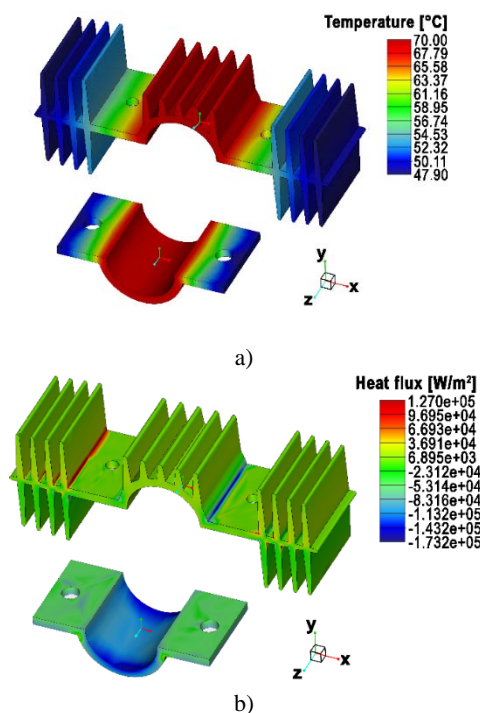 Temperature [°C]
70.00
67.79
65.58
63.37
61.16
58.95
56.74
54.53
52.32
50.11
47.90
y
x
z
a)
Heat flux [W/m²]
1.270e+05
9.695e+04
6.693e+04
3.691e+04
6.895e+03
-2.312e+04
-5.314e+04
-8.316e+04
-1.132e+05
-1.432e+05
-1.732e+05
y
x
z
b)